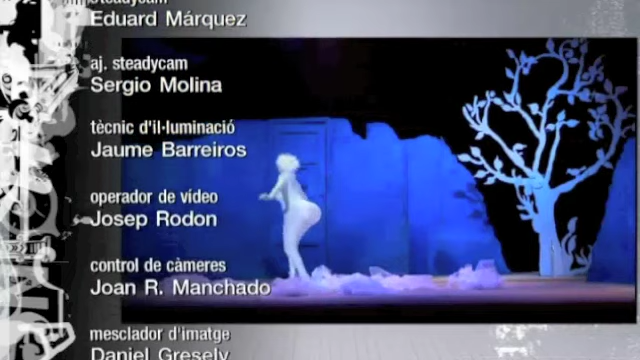 steadycam
Eduard Márquez
aj. steadycam
Sergio Molina
tècnic d'il·luminació
Jaume Barreiros
operador de vídeo
Josep Rodon
control de càmeres
Joan R. Manchado
mesclador d'imatge
Daniel Gresely